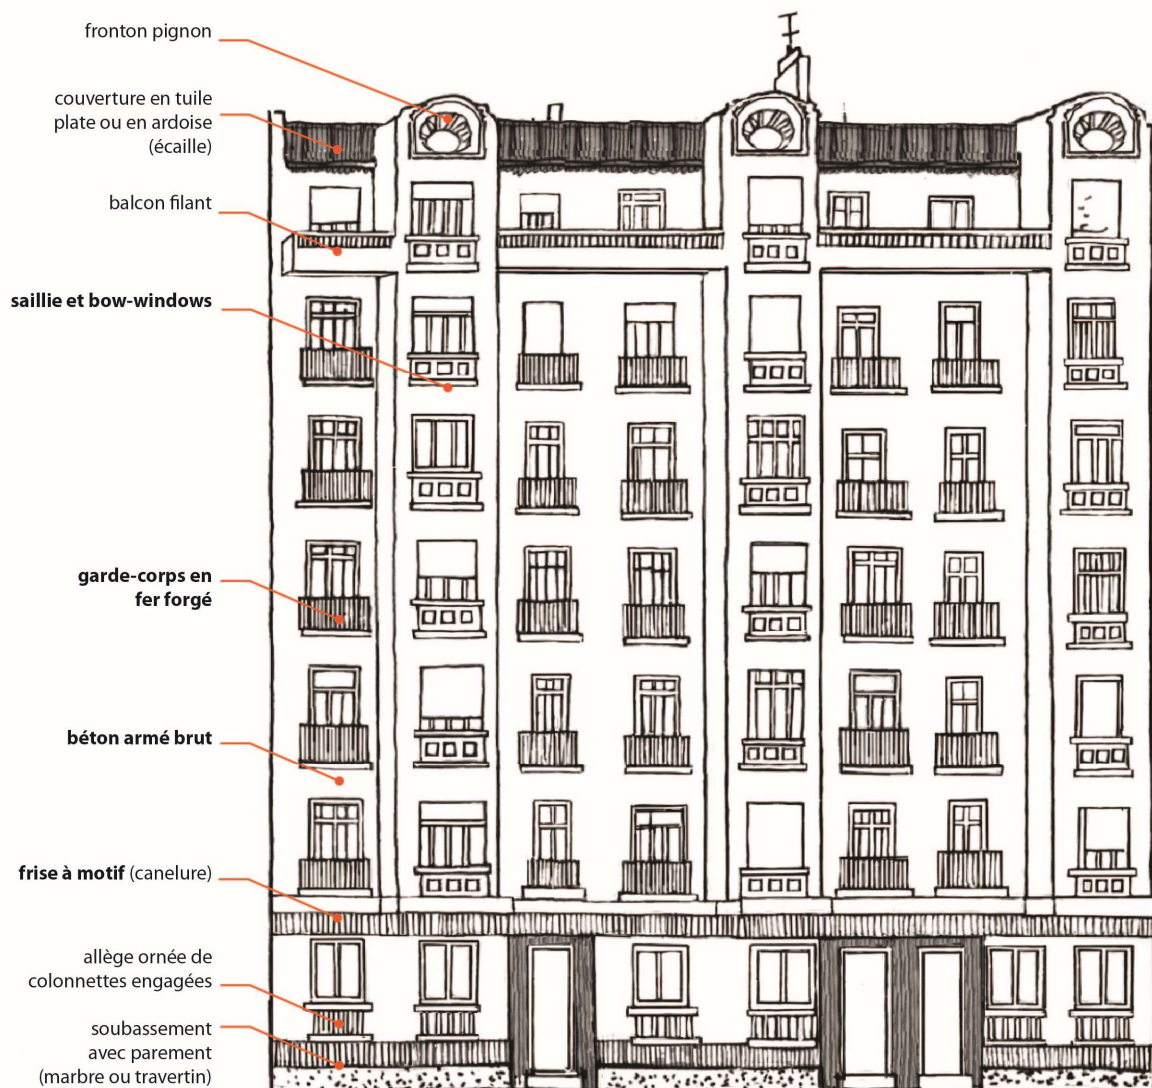 fronton pignon
couverture en tuile
plate ou en ardoise
(écaille)
balcon filant
saillie et bow-windows
garde-corps en
fer forgé
béton armé brut
frise à motif (canelure)
allège ornée de
colonnettes engagées
soubassement
avec parement
(marbre ou travertin)